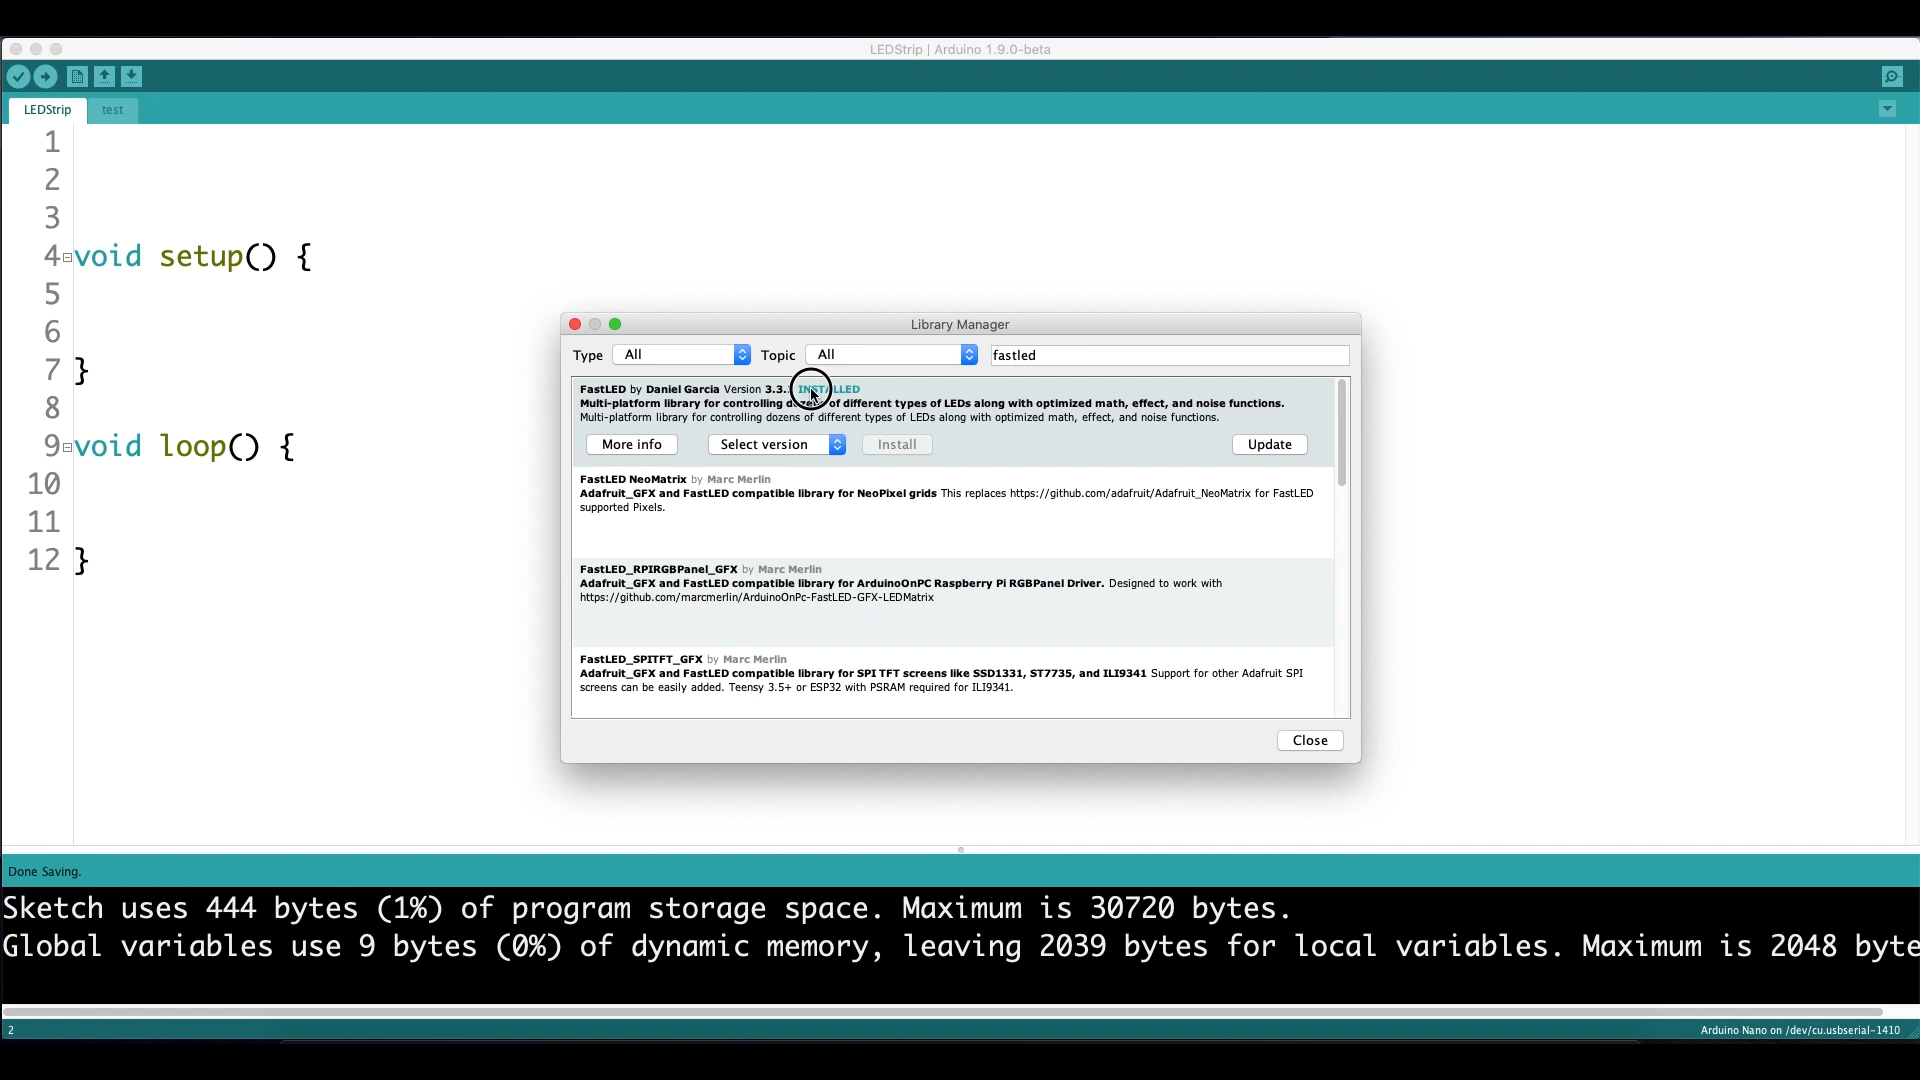 LEDStrip | Arduino 1.9.0-beta
LEDStrip test
1
2
3
4 void setup() {
5
6
7 }
8
9 void loop() {
10
11
12 }
Library Manager
Type All Topic All fastled
FastLED by Daniel Garcia Version 3.3. INSTALLED
Multi-platform library for controlling dozens of different types of LEDs along with optimized math, effect, and noise functions.
Multi-platform library for controlling dozens of different types of LEDs along with optimized math, effect, and noise functions.
More info Select version Install Update
FastLED NeoMatrix by Marc Merlin
Adafruit_GFX and FastLED compatible library for NeoPixel grids This replaces https://github.com/adafruit/Adafruit_NeoMatrix for FastLED
supported Pixels.
FastLED_RPIRGBPanel_GFX by Marc Merlin
Adafruit_GFX and FastLED compatible library for ArduinoOnPC Raspberry Pi RGBPanel Driver. Designed to work with
https://github.com/marcmerlin/ArduinoOnPc-FastLED-GFX-LEDMatrix
FastLED_SPITFT_GFX by Marc Merlin
Adafruit_GFX and FastLED compatible library for SPI TFT screens like SSD1331, ST7735, and ILI9341 Support for other Adafruit SPI
screens can be easily added. Teensy 3.5+ or ESP32 with PSRAM required for ILI9341.
Close
Done Saving.
Sketch uses 444 bytes (1%) of program storage space. Maximum is 30720 bytes.
Global variables use 9 bytes (0%) of dynamic memory, leaving 2039 bytes for local variables. Maximum is 2048 byte
2 Arduino Nano on /dev/cu.usbserial-1410